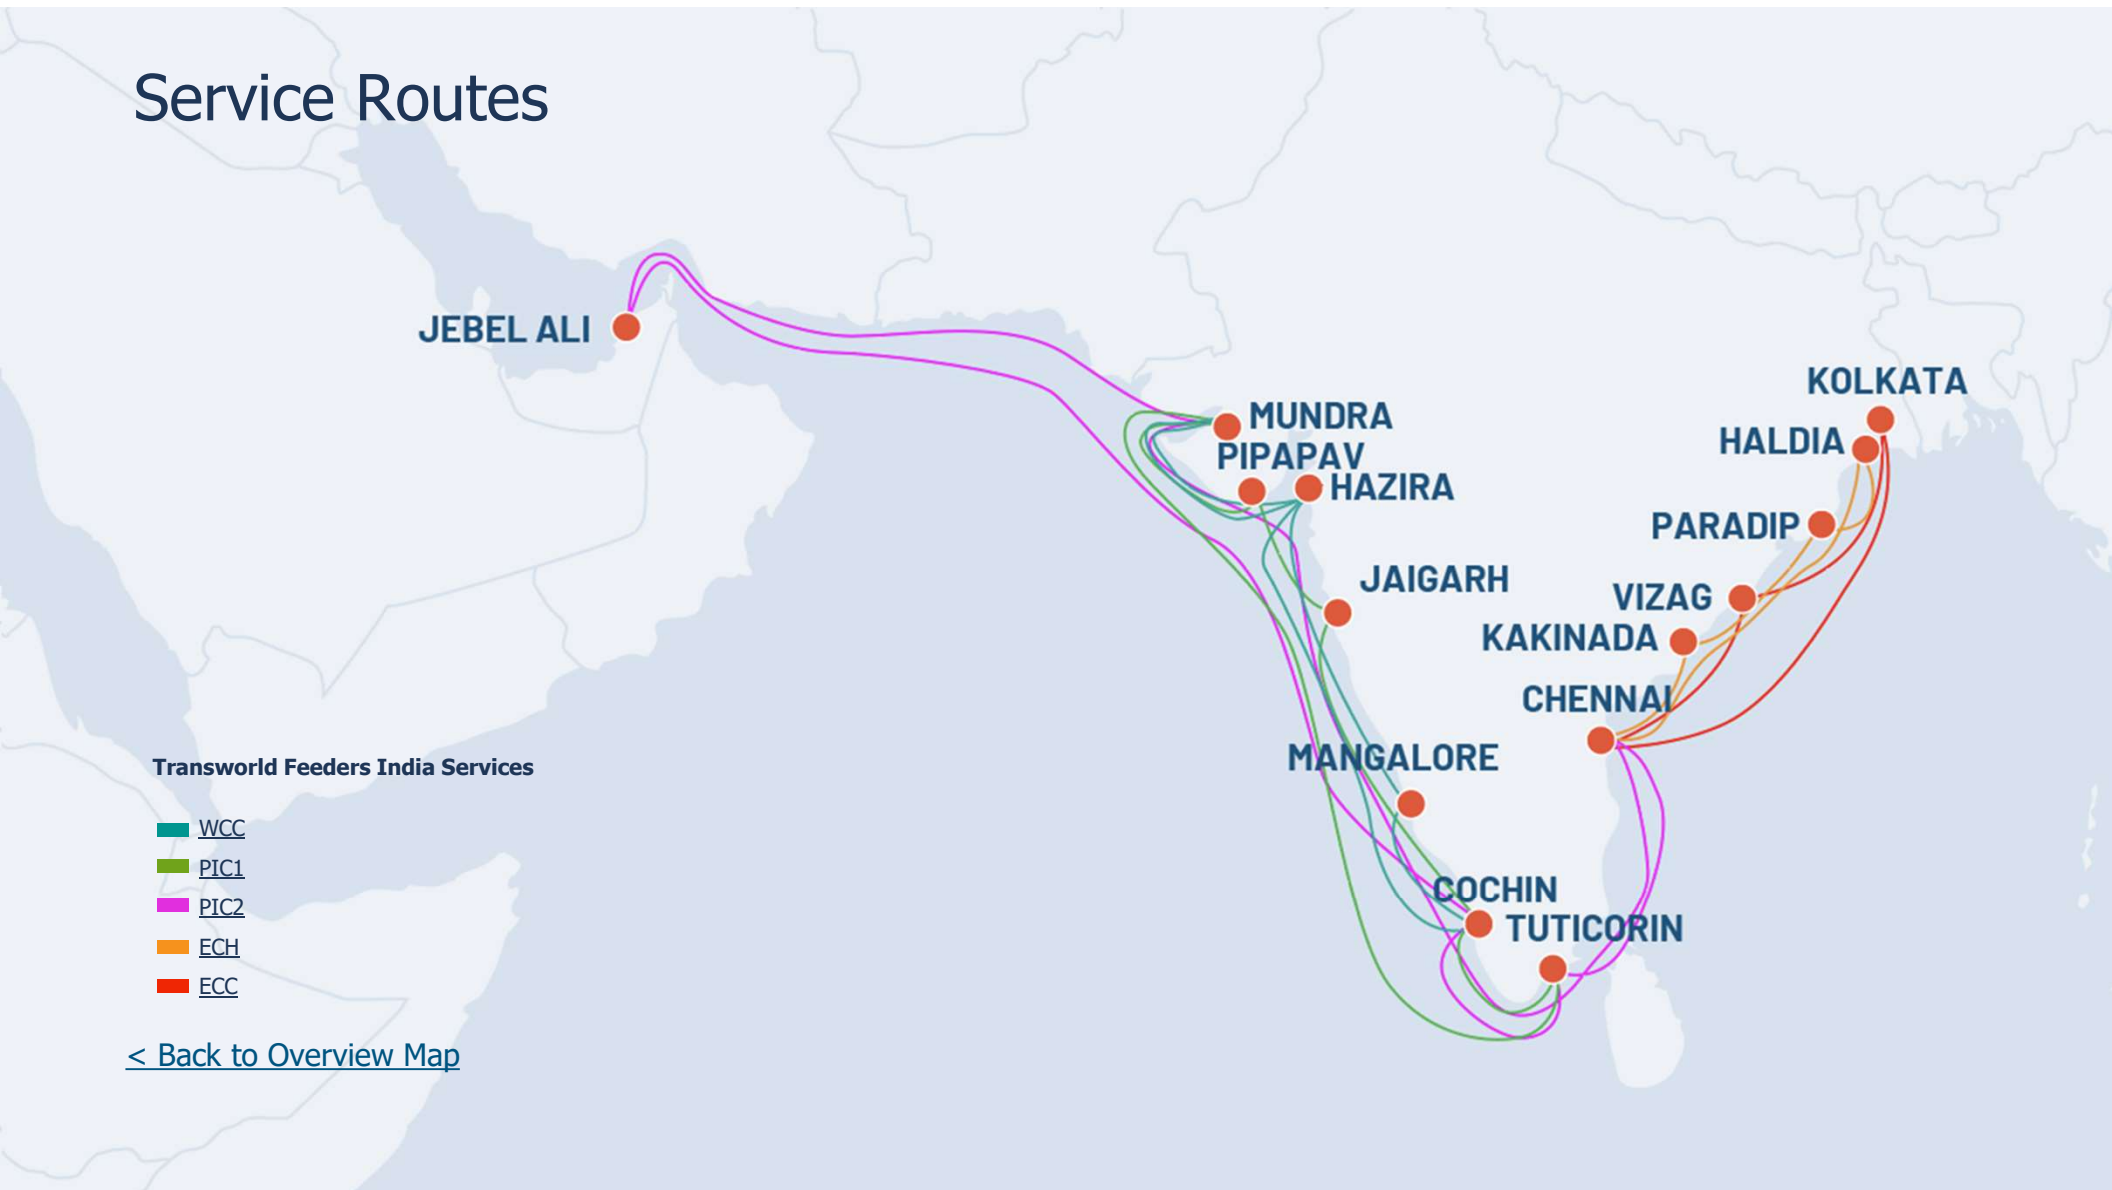 Service Routes
JEBEL ALI
KOLKATA
MUNDRA
HALDIA
PIPAPAV
HAZIRA
PARADIP
JAIGARH
VIZAG
KAKINADA
CHENNAI
MANGALORE
Transworld Feeders India Services
WCC
PIC1
COCHIN
PIC2
TUTICORIN
ECH
ECC
< Back to Overview Map